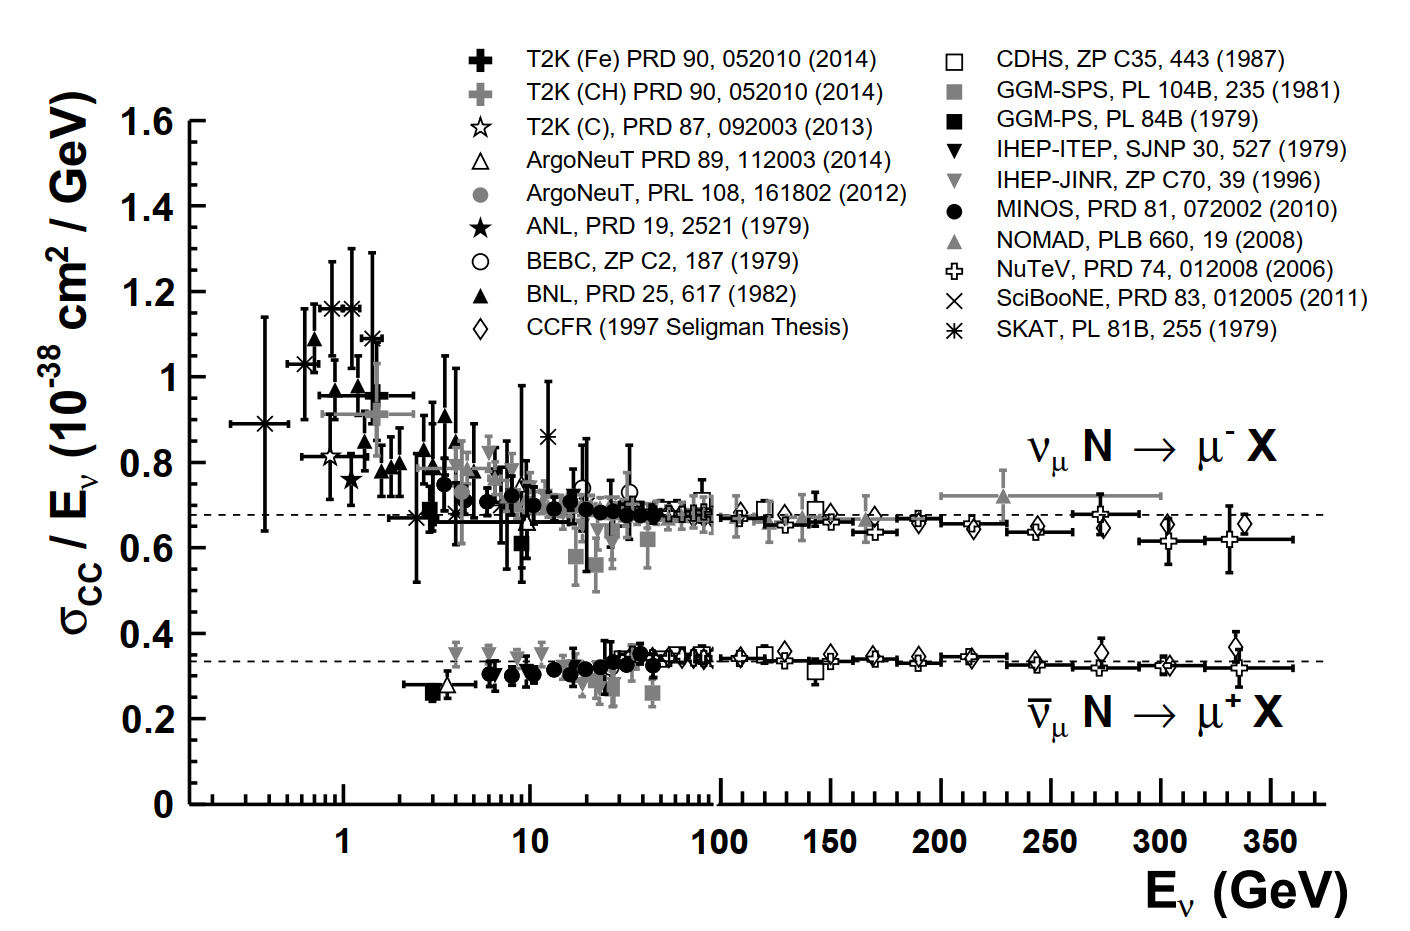 T2K (Fe) PRD 90, 052010 (2014)
T2K (CH) PRD 90, 052010 (2014)
T2K (C), PRD 87, 092003 (2013)
ArgoNeuT PRD 89, 112003 (2014)
ArgoNeuT, PRL 108, 161802 (2012)
ANL, PRD 19, 2521 (1979)
BEBC, ZP C2, 187 (1979)
BNL, PRD 25, 617 (1982)
CCFR (1997 Seligman Thesis)
CDHS, ZP C35, 443 (1987)
GGM-SPS, PL 104B, 235 (1981)
GGM-PS, PL 84B (1979)
IHEP-ITEP, SJNP 30, 527 (1979)
IHEP-JINR, ZP C70, 39 (1996)
MINOS, PRD 81, 072002 (2010)
NOMAD, PLB 660, 19 (2008)
NuTeV, PRD 74, 012008 (2006)
SciBooNE, PRD 83, 012005 (2011)
SKAT, PL 81B, 255 (1979)
σCC / Eν (10⁻³⁸ cm² / GeV)
1.6
1.4
1.2
1
0.8
0.6
0.4
0.2
0
νμ N → μ⁻ X
ν̅μ N → μ⁺ X
1 10 100 150 200 250 300 350
Eν (GeV)